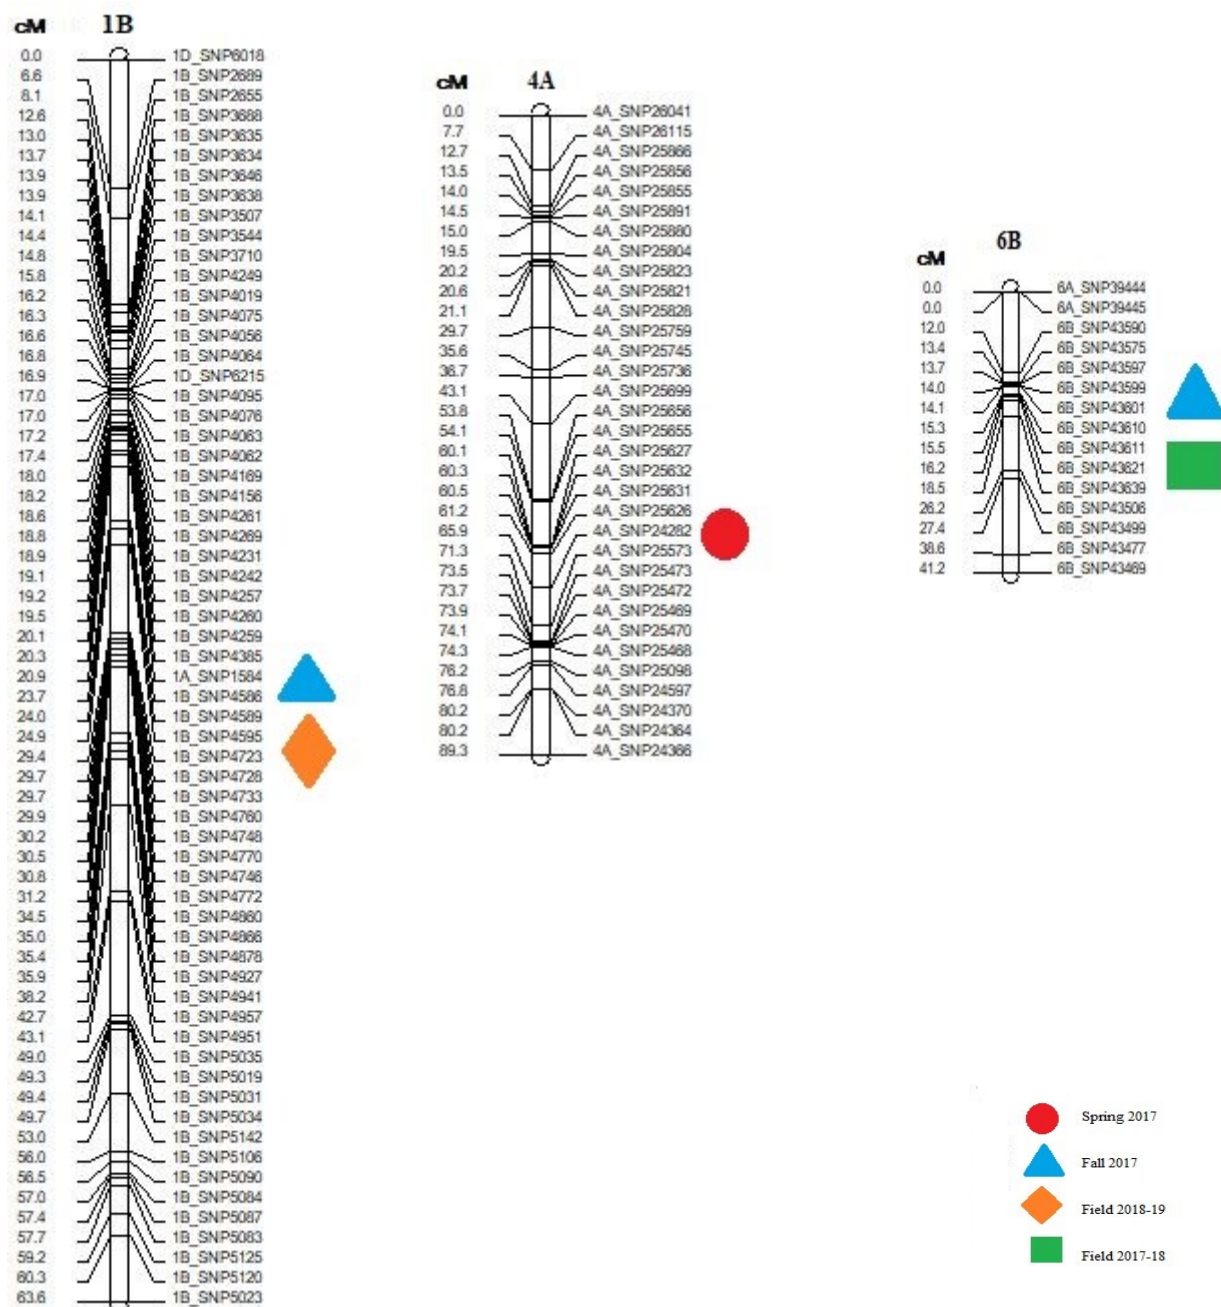 cM 1B
0.0 1D_SNP6018
6.6 1B_SNP2689
8.1 1B_SNP2655
12.6 1B_SNP3688
13.0 1B_SNP3635
13.7 1B_SNP3634
13.9 1B_SNP3646
13.9 1B_SNP3638
14.1 1B_SNP3507
14.4 1B_SNP3544
14.8 1B_SNP3710
15.8 1B_SNP4249
16.2 1B_SNP4019
16.3 1B_SNP4075
16.6 1B_SNP4056
16.8 1B_SNP4064
16.9 1D_SNP6215
17.0 1B_SNP4095
17.0 1B_SNP4076
17.2 1B_SNP4063
17.4 1B_SNP4062
18.0 1B_SNP4169
18.2 1B_SNP4156
18.6 1B_SNP4261
18.8 1B_SNP4269
18.9 1B_SNP4231
19.1 1B_SNP4242
19.2 1B_SNP4257
19.5 1B_SNP4260
20.1 1B_SNP4259
20.3 1B_SNP4385
20.9 1A_SNP1584
23.7 1B_SNP4586
24.0 1B_SNP4589
24.9 1B_SNP4595
29.4 1B_SNP4723
29.7 1B_SNP4728
29.7 1B_SNP4733
29.9 1B_SNP4760
30.2 1B_SNP4748
30.5 1B_SNP4770
30.8 1B_SNP4746
31.2 1B_SNP4772
34.5 1B_SNP4860
35.0 1B_SNP4866
35.4 1B_SNP4878
35.9 1B_SNP4927
38.2 1B_SNP4941
42.7 1B_SNP4957
43.1 1B_SNP4951
49.0 1B_SNP5035
49.3 1B_SNP5019
49.4 1B_SNP5031
49.7 1B_SNP5034
53.0 1B_SNP5142
56.0 1B_SNP5106
56.5 1B_SNP5090
57.0 1B_SNP5084
57.4 1B_SNP5087
57.7 1B_SNP5083
59.2 1B_SNP5125
60.3 1B_SNP5120
63.6 1B_SNP5023
cM 4A
0.0 4A_SNP26041
7.7 4A_SNP26115
12.7 4A_SNP25866
13.5 4A_SNP25856
14.0 4A_SNP25855
14.5 4A_SNP25891
15.0 4A_SNP25880
19.5 4A_SNP25804
20.2 4A_SNP25823
20.6 4A_SNP25821
21.1 4A_SNP25828
29.7 4A_SNP25759
35.6 4A_SNP25745
36.7 4A_SNP25736
43.1 4A_SNP25699
53.8 4A_SNP25656
54.1 4A_SNP25655
60.1 4A_SNP25627
60.3 4A_SNP25632
60.5 4A_SNP25631
61.2 4A_SNP25626
65.9 4A_SNP24282
71.3 4A_SNP25573
73.5 4A_SNP25473
73.7 4A_SNP25472
73.9 4A_SNP25469
74.1 4A_SNP25470
74.3 4A_SNP25468
76.2 4A_SNP25098
76.8 4A_SNP24597
80.2 4A_SNP24370
80.2 4A_SNP24364
89.3 4A_SNP24366
cM 6B
0.0 6A_SNP39444
0.0 6A_SNP39445
12.0 6B_SNP43590
13.4 6B_SNP43575
13.7 6B_SNP43597
14.0 6B_SNP43599
14.1 6B_SNP43601
15.3 6B_SNP43610
15.5 6B_SNP43611
16.2 6B_SNP43621
18.5 6B_SNP43639
26.2 6B_SNP43506
27.4 6B_SNP43499
38.6 6B_SNP43477
41.2 6B_SNP43469
Spring 2017
Fall 2017
Field 2018-19
Field 2017-18